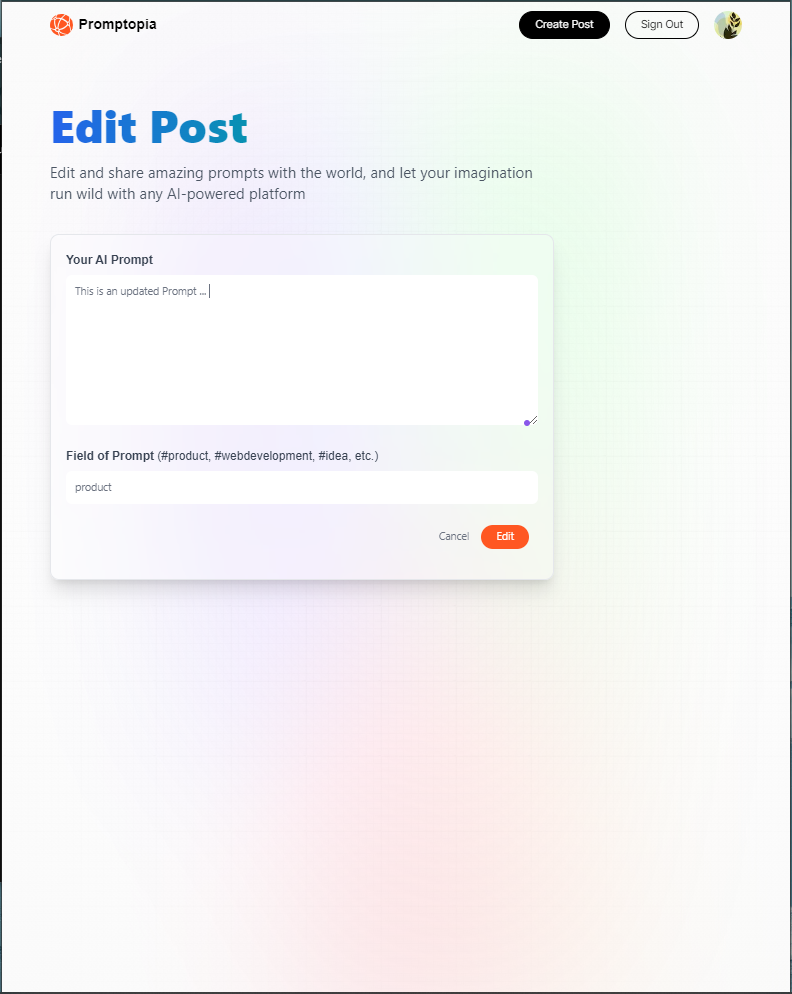 Promptopia
Create Post
Sign Out
Edit Post
Edit and share amazing prompts with the world, and let your imagination
run wild with any AI-powered platform
Your AI Prompt
This is an updated Prompt ...
Field of Prompt (#product, #webdevelopment, #idea, etc.)
product
Cancel
Edit